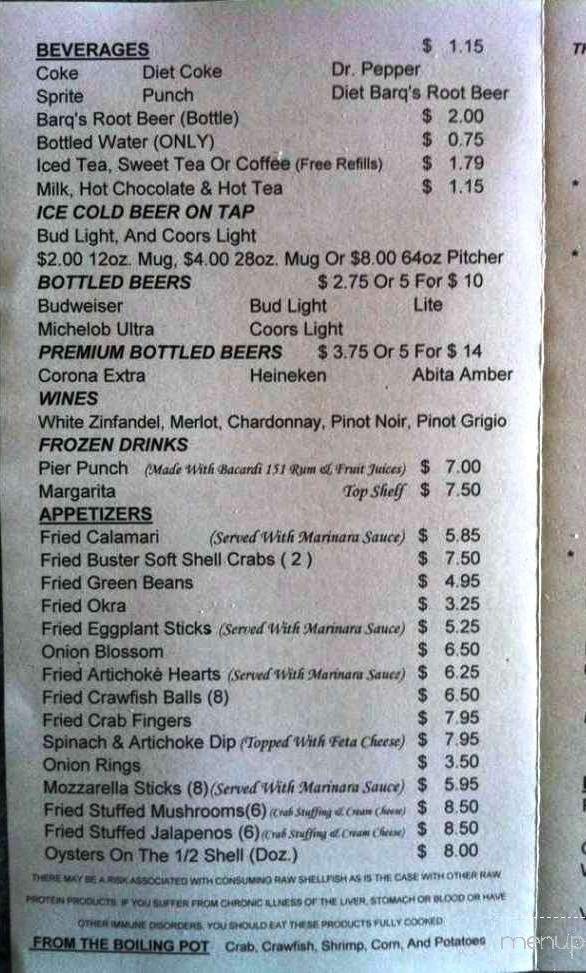 BEVERAGES $ 1.15
Coke Diet Coke Dr. Pepper
Sprite Punch Diet Barq's Root Beer
Barq's Root Beer (Bottle) $ 2.00
Bottled Water (ONLY) $ 0.75
Iced Tea, Sweet Tea Or Coffee (Free Refills) $ 1.79
Milk, Hot Chocolate & Hot Tea $ 1.15
ICE COLD BEER ON TAP
Bud Light, And Coors Light
$2.00 12oz. Mug, $4.00 28oz. Mug Or $8.00 64oz Pitcher
BOTTLED BEERS $ 2.75 Or 5 For $ 10
Budweiser Bud Light Lite
Michelob Ultra Coors Light
PREMIUM BOTTLED BEERS $ 3.75 Or 5 For $ 14
Corona Extra Heineken Abita Amber
WINES
White Zinfandel, Merlot, Chardonnay, Pinot Noir, Pinot Grigio
FROZEN DRINKS
Pier Punch (Made With Bacardi 151 Rum & Fruit Juices) $ 7.00
Margarita Top Shelf $ 7.50
APPETIZERS
Fried Calamari (Served With Marinara Sauce) $ 5.85
Fried Buster Soft Shell Crabs ( 2 ) $ 7.50
Fried Green Beans $ 4.95
Fried Okra $ 3.25
Fried Eggplant Sticks (Served With Marinara Sauce) $ 5.25
Onion Blossom $ 6.50
Fried Artichoke Hearts (Served With Marinara Sauce) $ 6.25
Fried Crawfish Balls (8) $ 6.50
Fried Crab Fingers $ 7.95
Spinach & Artichoke Dip (Topped With Feta Cheese) $ 7.95
Onion Rings $ 3.50
Mozzarella Sticks (8) (Served With Marinara Sauce) $ 5.95
Fried Stuffed Mushrooms(6) (Crab Stuffing & Cream Cheese) $ 8.50
Fried Stuffed Jalapenos (6) (Crab Stuffing & Cream Cheese) $ 8.50
Oysters On The 1/2 Shell (Doz.) $ 8.00
THERE MAY BE A RISK ASSOCIATED WITH CONSUMING RAW SHELLFISH AS IS THE CASE WITH OTHER RAW
PROTEIN PRODUCTS. IF YOU SUFFER FROM CHRONIC ILLNESS OF THE LIVER, STOMACH OR BLOOD OR HAVE
OTHER IMMUNE DISORDERS, YOU SHOULD EAT THESE PRODUCTS FULLY COOKED.
FROM THE BOILING POT Crab, Crawfish, Shrimp, Corn, And Potatoes